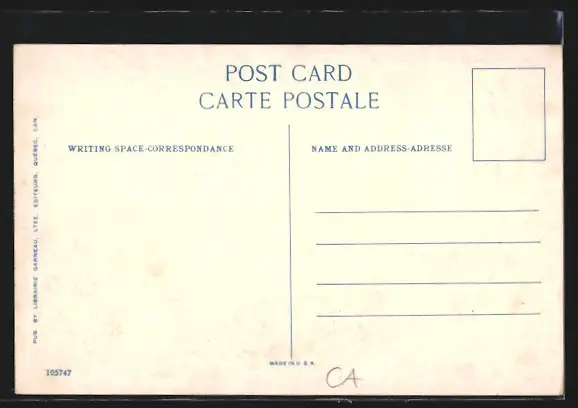 POST CARD
CARTE POSTALE
WRITING SPACE-CORRESPONDANCE
NAME AND ADDRESS-ADRESSE
PUB. BY LIBRAIRIE GARNEAU, LTEE, EDITEURS, QUEBEC, CAN.
MADE IN U.S.A.
105747
CA